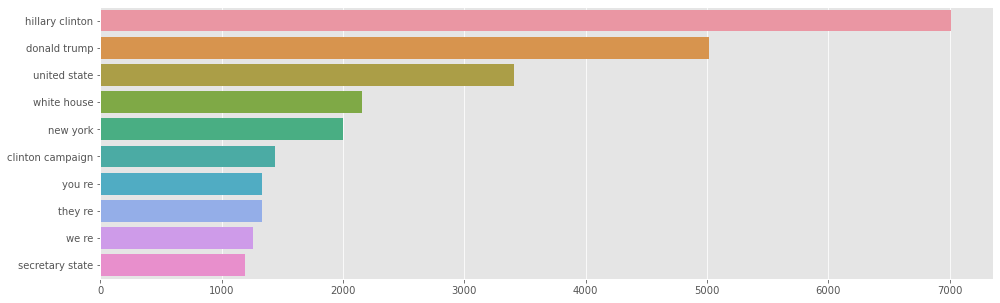 hillary clinton
donald trump
united state
white house
new york
clinton campaign
you re
they re
we re
secretary state
0 1000 2000 3000 4000 5000 6000 7000